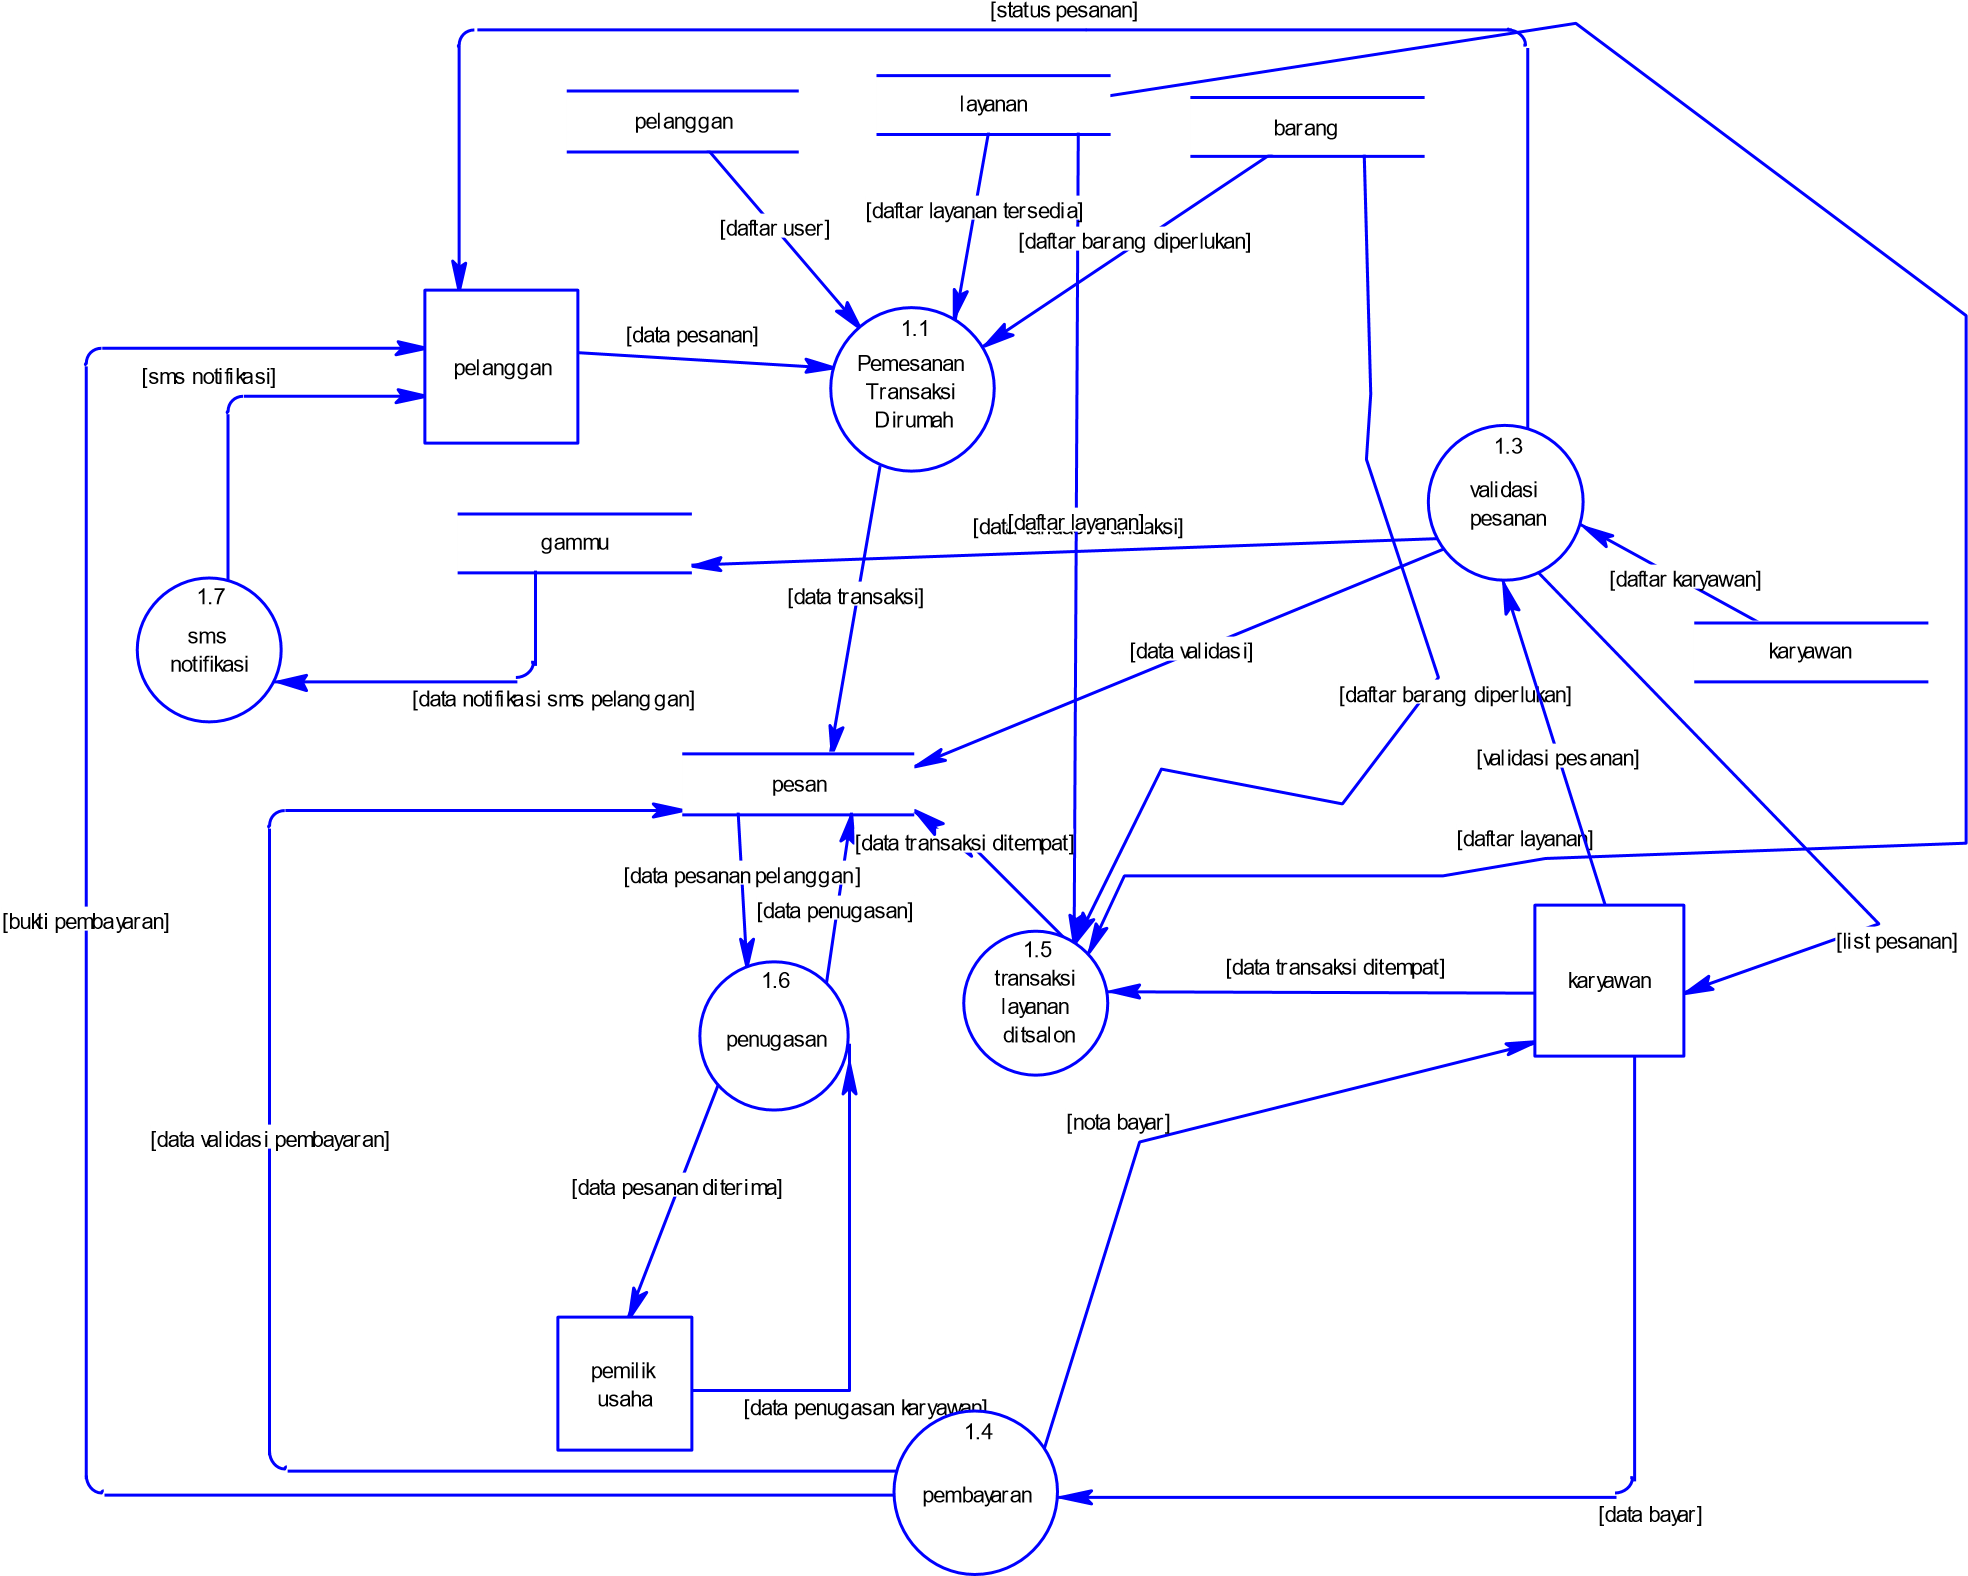 [status pesanan]
layanan
pelanggan
barang
[daftar layanan tersedia]
[daftar user]
[daftar barang diperlukan]
1.1
Pemesanan
Transaksi
Dirumah
[data pesanan]
pelanggan
[sms notifikasi]
1.3
validasi
pesanan
[daftar layanan]
gammu
[daftar karyawan]
karyawan
[data transaksi]
1.7
sms
notifikasi
[data validasi]
[data notifikasi sms pelanggan]
[daftar barang diperlukan]
[validasi pesanan]
pesan
[data transaksi ditempat]
[daftar layanan]
[data pesanan pelanggan]
[data penugasan]
[bukti pembayaran]
[list pesanan]
1.5
transaksi
layanan
ditsalon
[data transaksi ditempat]
karyawan
1.6
penugasan
[nota bayar]
[data validasi pembayaran]
[data pesanan diterima]
pemilik
usaha
[data penugasan karyawan]
1.4
pembayaran
[data bayar]